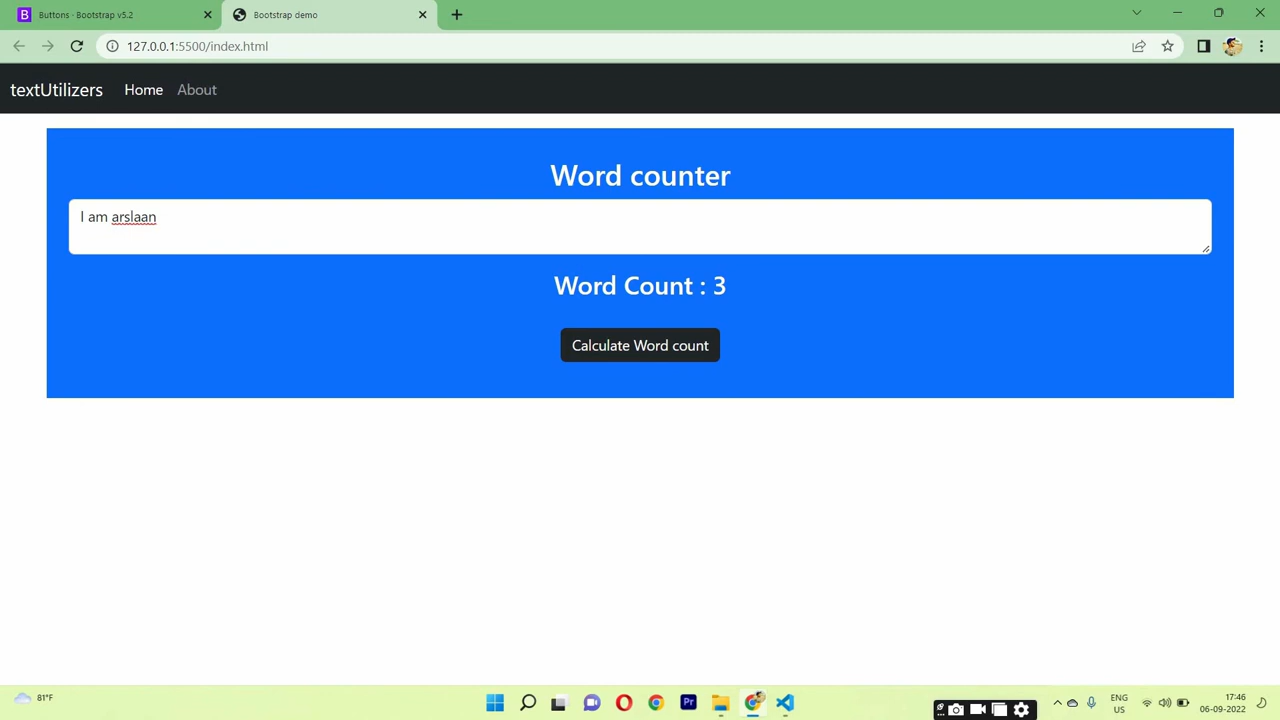 Buttons · Bootstrap v5.2
Bootstrap demo
127.0.0.1:5500/index.html
textUtilizers Home About
Word counter
I am arslaan
Word Count : 3
Calculate Word count
81°F
Pr
ENG
US
17:46
06-09-2022